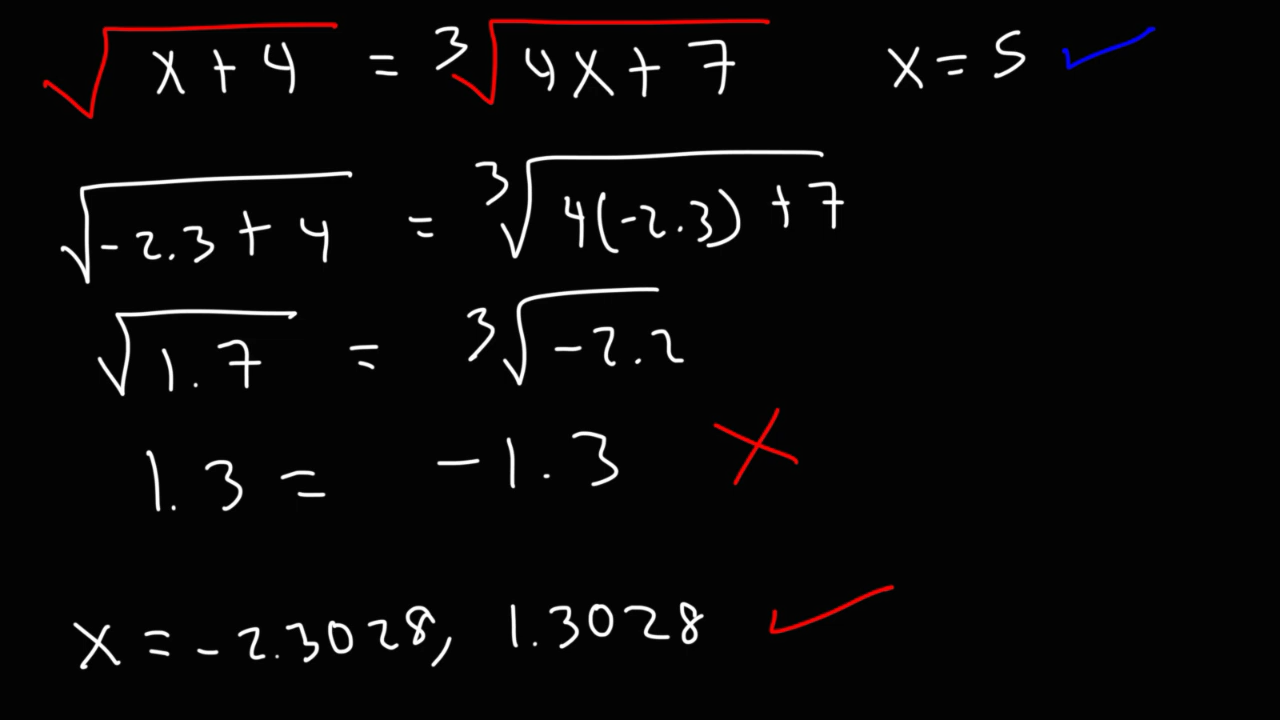 √(x+4) = ∛(4x+7) x=5 ✓
√(-2.3+4) = ∛(4(-2.3)+7)
√1.7 = ∛-2.2
1.3 = -1.3 ✗
x=-2.3028, 1.3028 ✓